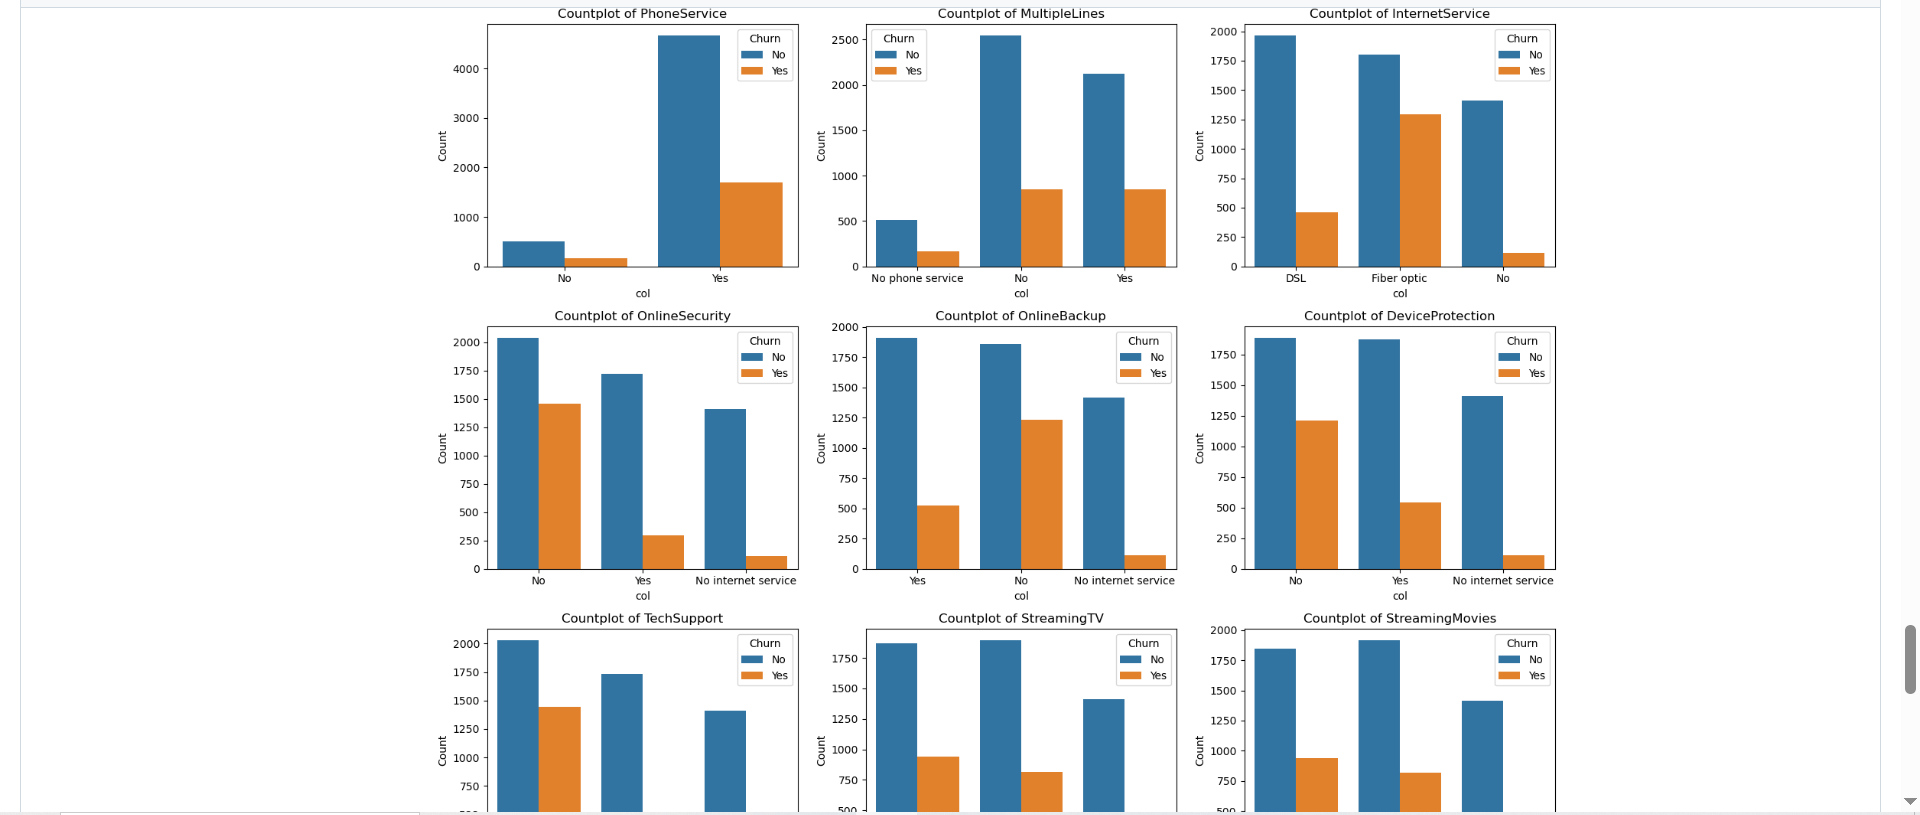 Countplot of PhoneService
Churn
No
Yes
4000
3000
2000
1000
0
Count
No Yes
col
Countplot of MultipleLines
Churn
No
Yes
2500
2000
1500
1000
500
0
Count
No phone service No Yes
col
Countplot of InternetService
Churn
No
Yes
2000
1750
1500
1250
1000
750
500
250
0
Count
DSL Fiber optic No
col
Countplot of OnlineSecurity
Churn
No
Yes
2000
1750
1500
1250
1000
750
500
250
0
Count
No Yes No internet service
col
Countplot of OnlineBackup
Churn
No
Yes
2000
1750
1500
1250
1000
750
500
250
0
Count
Yes No No internet service
col
Countplot of DeviceProtection
Churn
No
Yes
1750
1500
1250
1000
750
500
250
0
Count
No Yes No internet service
col
Countplot of TechSupport
Churn
No
Yes
2000
1750
1500
1250
1000
750
Count
Countplot of StreamingTV
Churn
No
Yes
1750
1500
1250
1000
750
500
Count
Countplot of StreamingMovies
Churn
No
Yes
2000
1750
1500
1250
1000
750
500
Count